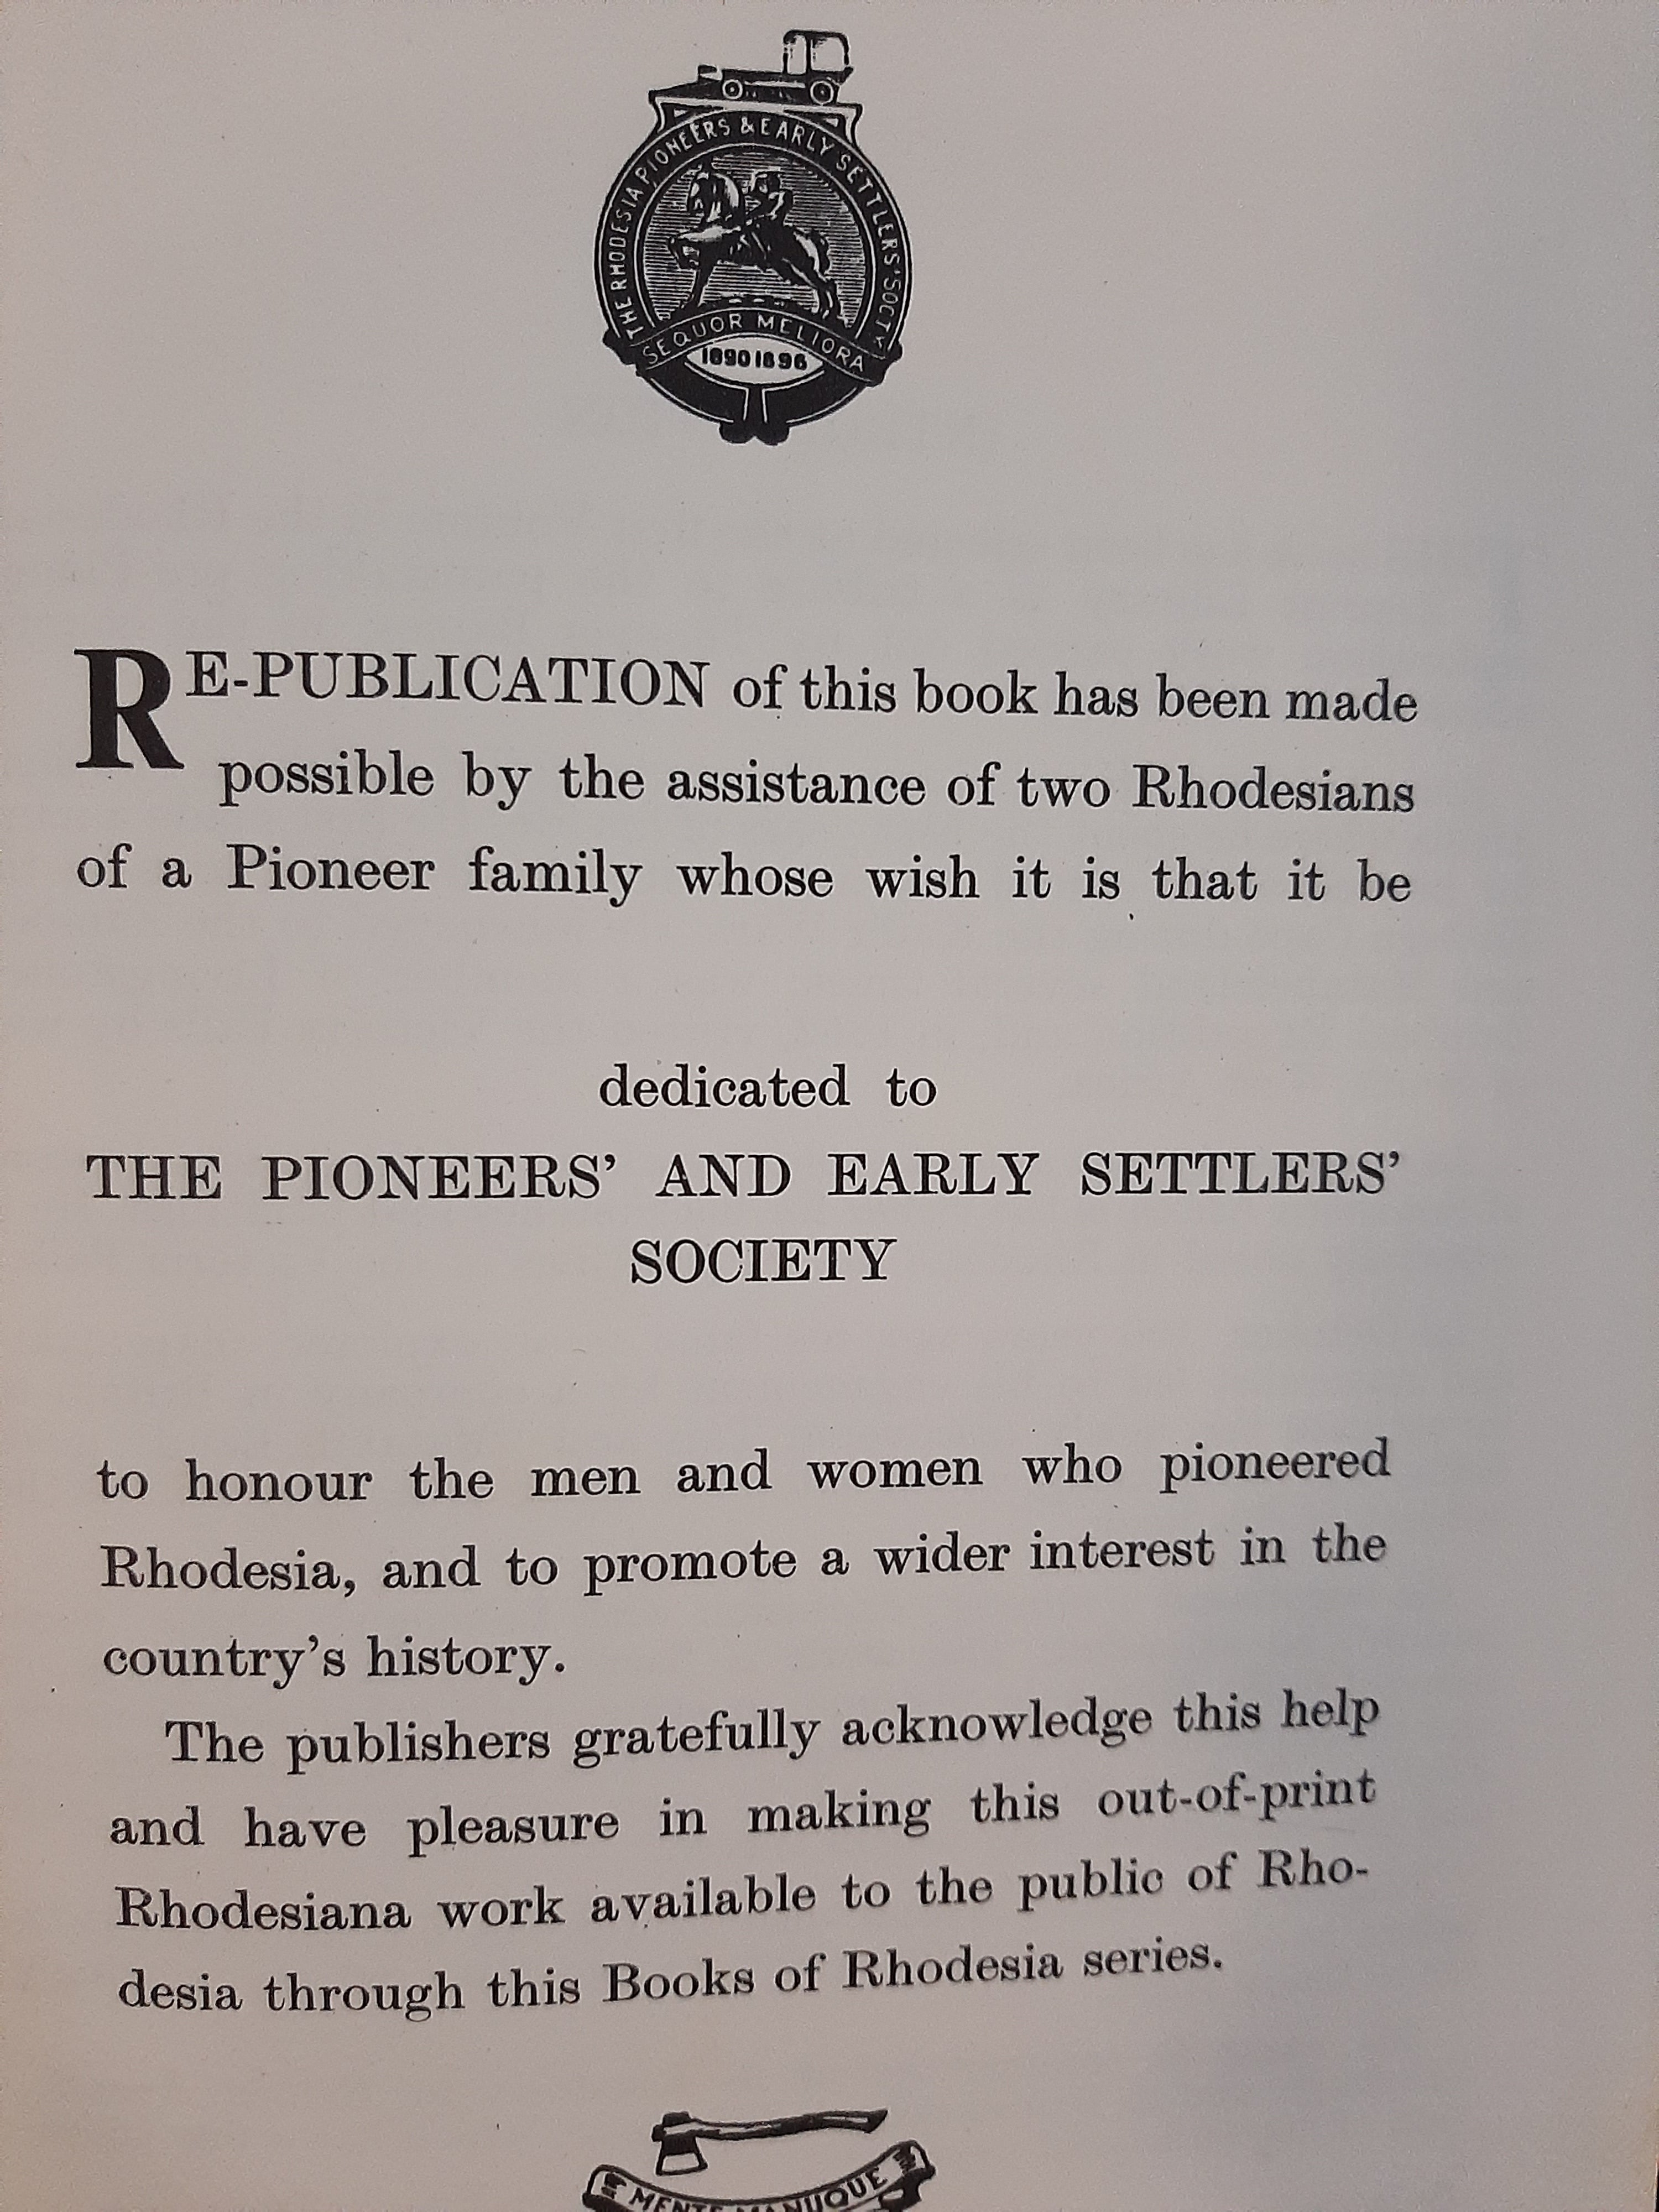 THE RHODESIA PIONEERS & EARLY SETTLERS' SOCTY
SEQUOR MELIORA
1890 1896
RE-PUBLICATION of this book has been made
possible by the assistance of two Rhodesians
of a Pioneer family whose wish it is that it be
dedicated to
THE PIONEERS' AND EARLY SETTLERS'
SOCIETY
to honour the men and women who pioneered
Rhodesia, and to promote a wider interest in the
country's history.
The publishers gratefully acknowledge this help
and have pleasure in making this out-of-print
Rhodesiana work available to the public of Rho-
desia through this Books of Rhodesia series.
MENTE MANUQUE